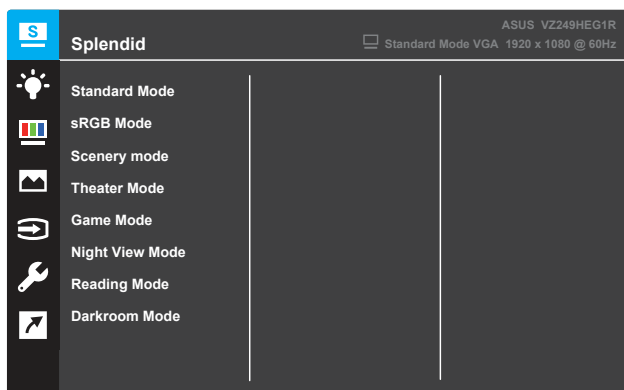 S
ASUS VZ249HEG1R
Splendid
Standard Mode VGA 1920 x 1080 @ 60Hz
Standard Mode
sRGB Mode
Scenery mode
Theater Mode
Game Mode
Night View Mode
Reading Mode
Darkroom Mode